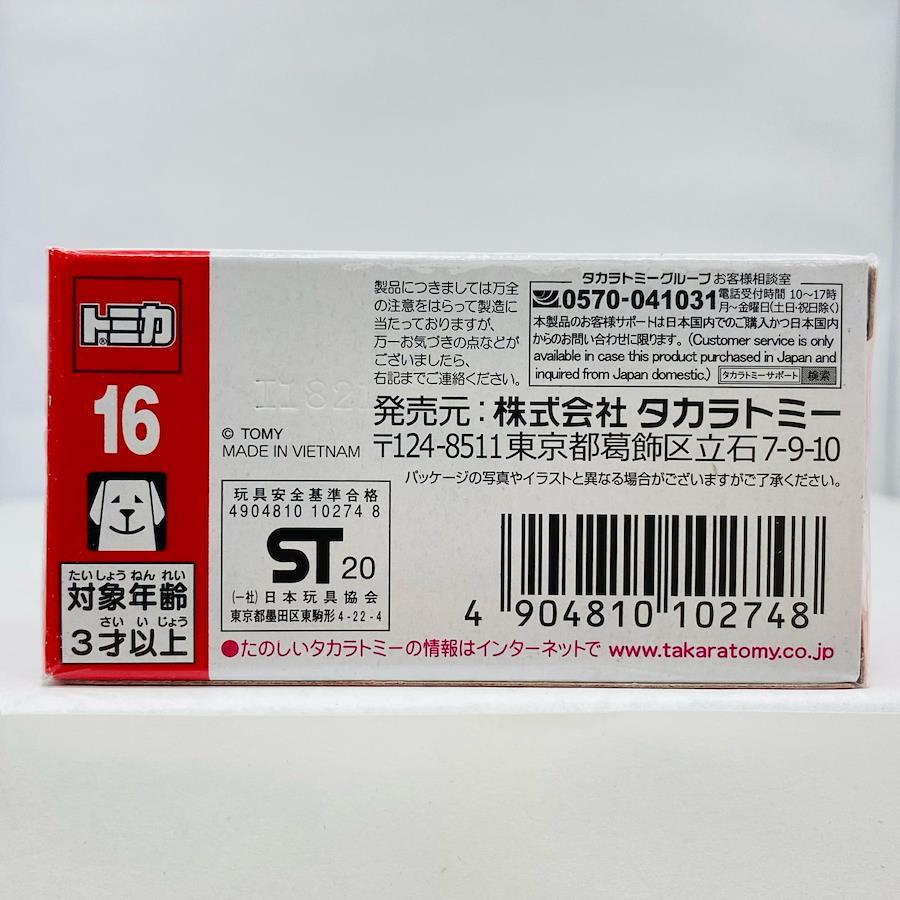 トミカ
®
16
たいしょう ねん れい
対象年齢
さい い じょう
3才以上
© TOMY
MADE IN VIETNAM
製品につきましては万全
の注意をはらって製造に
当たっておりますが、
万一お気づきの点などが
ございましたら、
右記までご連絡ください。
タカラトミーグループ お客様相談室
0570-041031 電話受付時間 10〜17時
月〜金曜日(土日・祝日除く)
本製品のお客様サポートは日本国内でのご購入かつ日本国内
からのお問い合わせに限ります。(Customer service is only
available in case this product purchased in Japan and
inquired from Japan domestic.) タカラトミーサポート 検索
発売元：株式会社 タカラトミー
〒124-8511 東京都葛飾区立石7-9-10
パッケージの写真やイラストと異なる場合がございますがご了承ください。
玩具安全基準合格
4904810 10274 8
ST 20
(一社)日本玩具協会
東京都墨田区東駒形4-22-4
4 904810 102748
●たのしいタカラトミーの情報はインターネットで www.takaratomy.co.jp